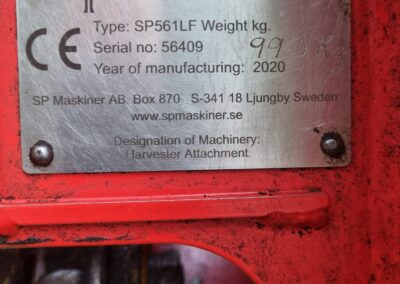 CE
Type: SP561LF Weight kg.
Serial no: 56409
Year of manufacturing: 2020
SP Maskiner AB, Box 870 S-341 18 Ljungby Sweden
www.spmaskiner.se
Designation of Machinery:
Harvester Attachment